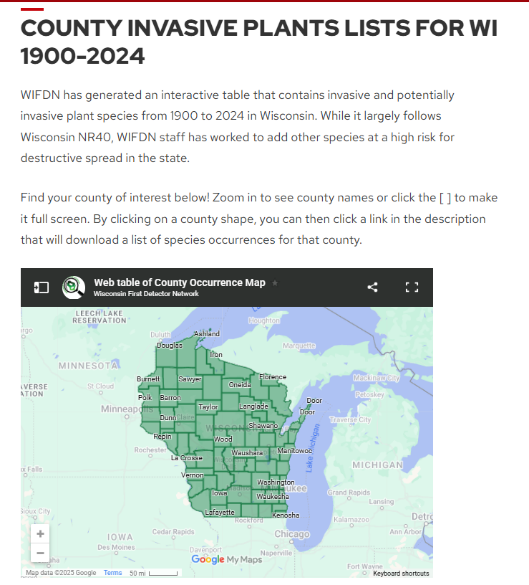 COUNTY INVASIVE PLANTS LISTS FOR WI
1900-2024
WIFDN has generated an interactive table that contains invasive and potentially
invasive plant species from 1900 to 2024 in Wisconsin. While it largely follows
Wisconsin NR40, WIFDN staff has worked to add other species at a high risk for
destructive spread in the state.
Find your county of interest below! Zoom in to see county names or click the [ ] to make
it full screen. By clicking on a county shape, you can then click a link in the description
that will download a list of species occurrences for that county.
Web table of County Occurrence Map
Wisconsin First Detector Network
LEECH LAKE
RESERVATION
Houghton
Duluth
Ashland
Douglas
Marquette
Iron
MINNESOTA
Burnett
Sawyer
Florence
Mackinaw City
St Cloud
Oneida
Polk
Barron
Petoskey
Door
Minneapolis
Taylor
Langlade
Door
Dunn
Traverse City
WISCONSIN
Shawano
Pepin
Wood
Rochester
Waushara
Manitowoc
La Crosse
Lake Michigan
MICHIGAN
Vernon
Washington
Iowa
Waukesha
Grand Rapids
Lansing
Lafayette
Kenosha
Rockford
Kalamazoo
Ann Arbor
IOWA
Cedar Rapids
Chicago
Des Moines
Davenport
Naperville
Google My Maps
Fort Wayne
+
−
Map data ©2025 Google
Terms
50 mi
Keyboard shortcuts